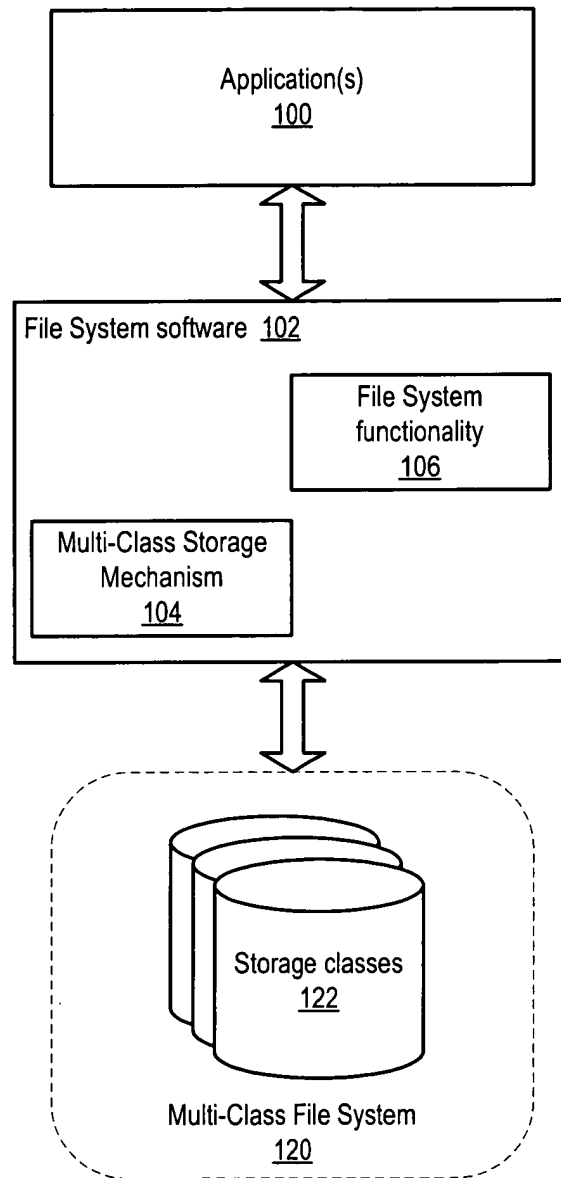 Application(s)
100
File System software 102
File System
functionality
106
Multi-Class Storage
Mechanism
104
Storage classes
122
Multi-Class File System
120